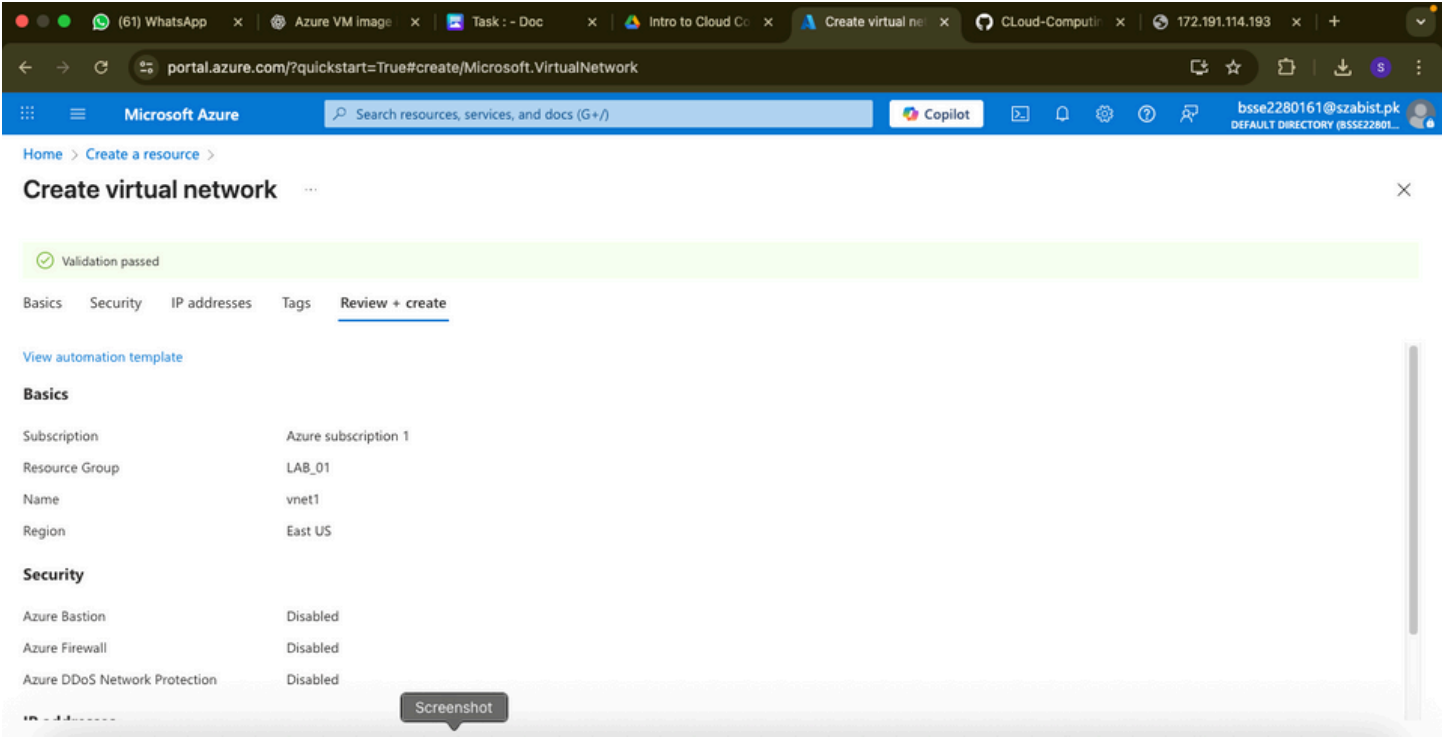 (61) WhatsApp
Azure VM image
Task : - Doc
Intro to Cloud Co
Create virtual net
CLoud-Computin
172.191.114.193
portal.azure.com/?quickstart=True#create/Microsoft.VirtualNetwork
S
Microsoft Azure
Search resources, services, and docs (G+/)
Copilot
bsse2280161@szabist.pk
DEFAULT DIRECTORY (BSSE22801...
Home > Create a resource >
Create virtual network ...
Validation passed
Basics Security IP addresses Tags Review + create
View automation template
Basics
Subscription Azure subscription 1
Resource Group LAB_01
Name vnet1
Region East US
Security
Azure Bastion Disabled
Azure Firewall Disabled
Azure DDoS Network Protection Disabled
IP addresses
Screenshot